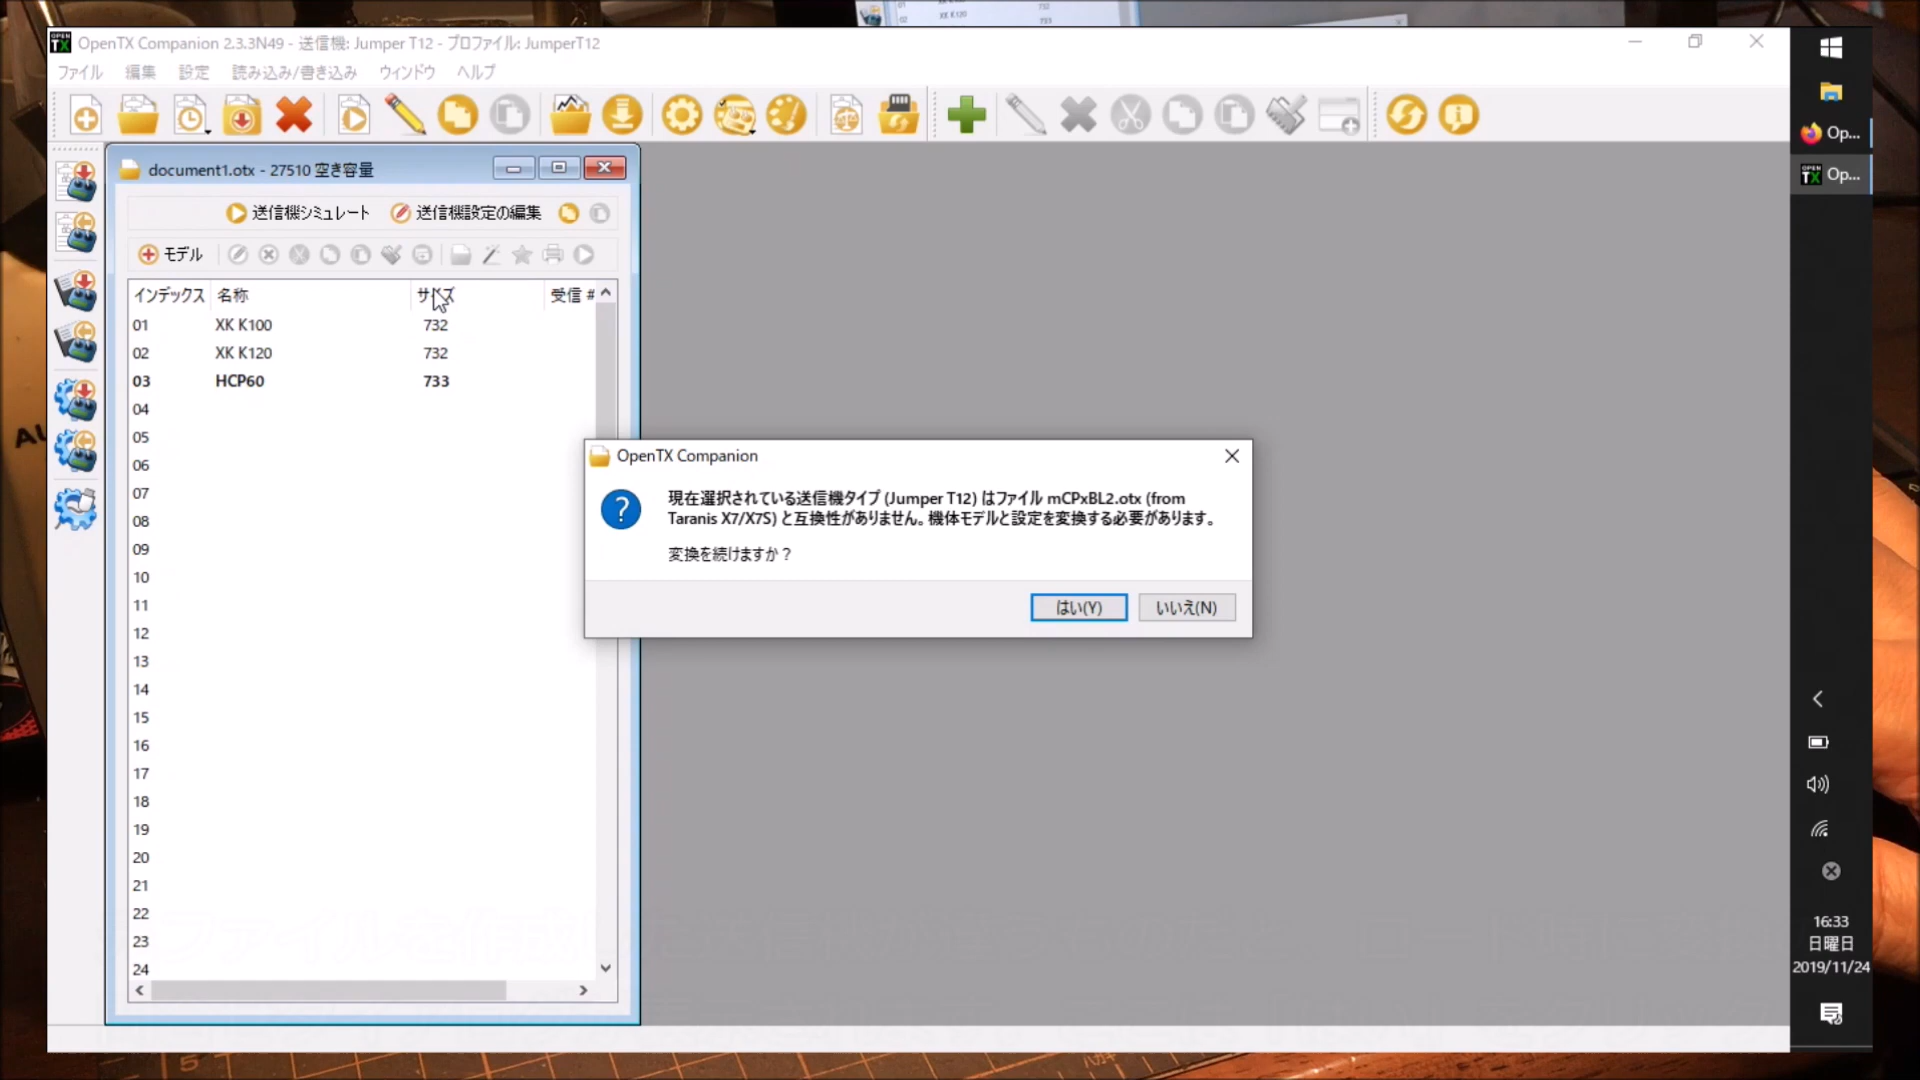 01
02 XK K120 732
733
OpenTX Companion 2.3.3N49 - 送信機: Jumper T12 - プロファイル: JumperT12
ファイル 編集 設定 読み込み/書き込み ウィンドウ ヘルプ
document1.otx - 27510 空き容量
送信機シミュレート 送信機設定の編集
モデル
インデックス 名称 サイズ 受信 #
01 XK K100 732
02 XK K120 732
03 HCP60 733
04
05
06
07
08
09
10
11
12
13
14
15
16
17
18
19
20
21
22
23
24
OpenTX Companion
現在選択されている送信機タイプ (Jumper T12) はファイル mCPxBL2.otx (from
Taranis X7/X7S) と互換性がありません。機体モデルと設定を変換する必要があります。
変換を続けますか？
はい(Y) いいえ(N)
Op...
OPEN TX Op...
16:33
日曜日
2019/11/24